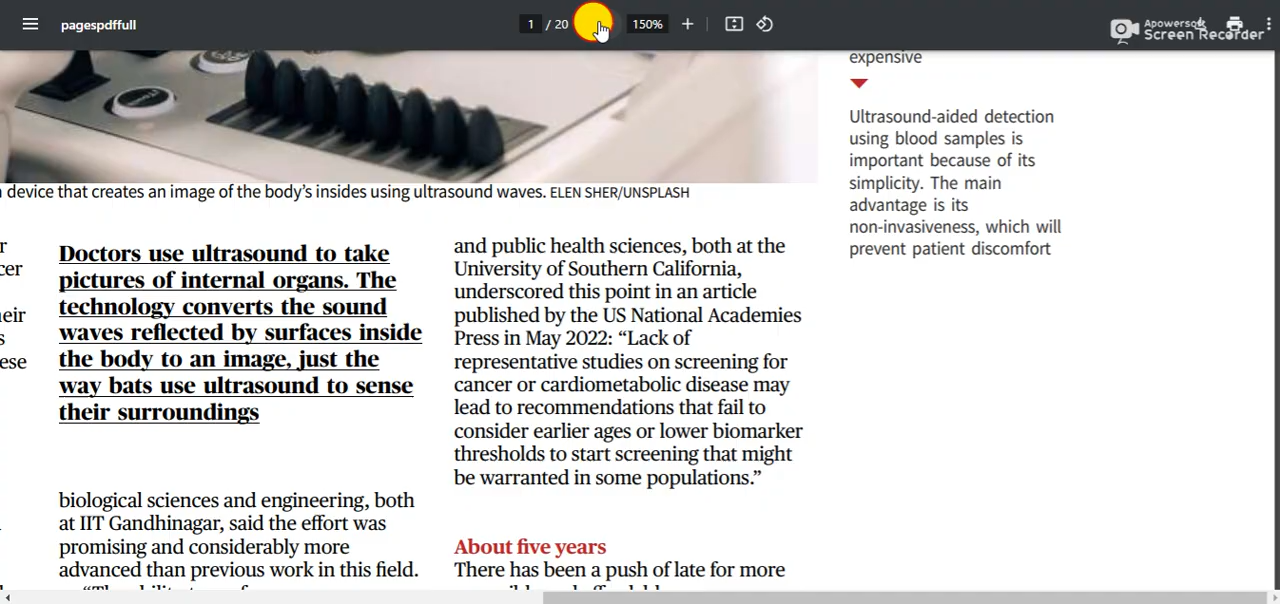 pagespdffull
1 / 20
150%
Apowersoft
Screen Recorder
expensive
Ultrasound-aided detection
using blood samples is
important because of its
simplicity. The main
advantage is its
non-invasiveness, which will
prevent patient discomfort
device that creates an image of the body's insides using ultrasound waves. ELEN SHER/UNSPLASH
Doctors use ultrasound to take
pictures of internal organs. The
technology converts the sound
waves reflected by surfaces inside
the body to an image, just the
way bats use ultrasound to sense
their surroundings
biological sciences and engineering, both
at IIT Gandhinagar, said the effort was
promising and considerably more
advanced than previous work in this field.
and public health sciences, both at the
University of Southern California,
underscored this point in an article
published by the US National Academies
Press in May 2022: “Lack of
representative studies on screening for
cancer or cardiometabolic disease may
lead to recommendations that fail to
consider earlier ages or lower biomarker
thresholds to start screening that might
be warranted in some populations.”
About five years
There has been a push of late for more